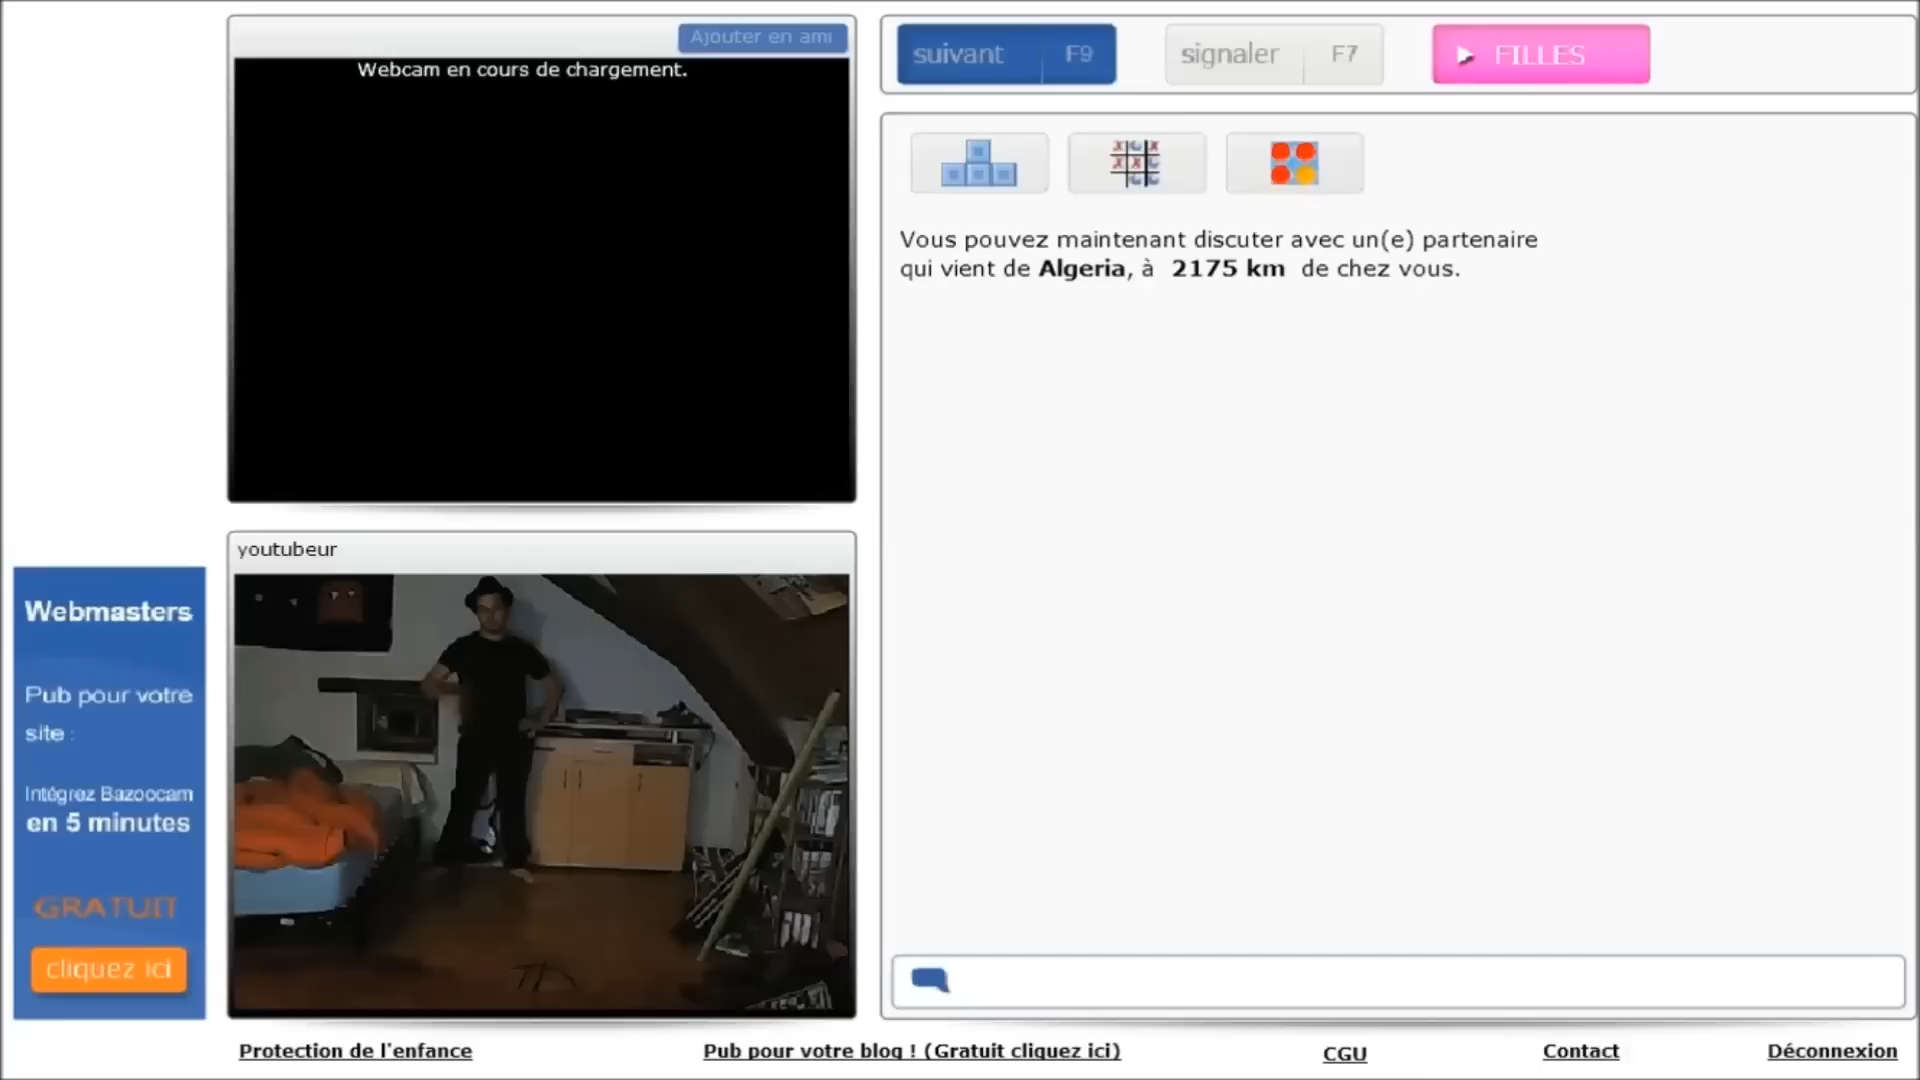 Ajouter en ami
Webcam en cours de chargement.
suivant F9
signaler F7
FILLES
Vous pouvez maintenant discuter avec un(e) partenaire
qui vient de Algeria, à 2175 km de chez vous.
youtubeur
Webmasters
Pub pour votre
site :
Intégrez Bazoocam
en 5 minutes
GRATUIT
cliquez ici
Protection de l'enfance
Pub pour votre blog ! (Gratuit cliquez ici)
CGU
Contact
Déconnexion